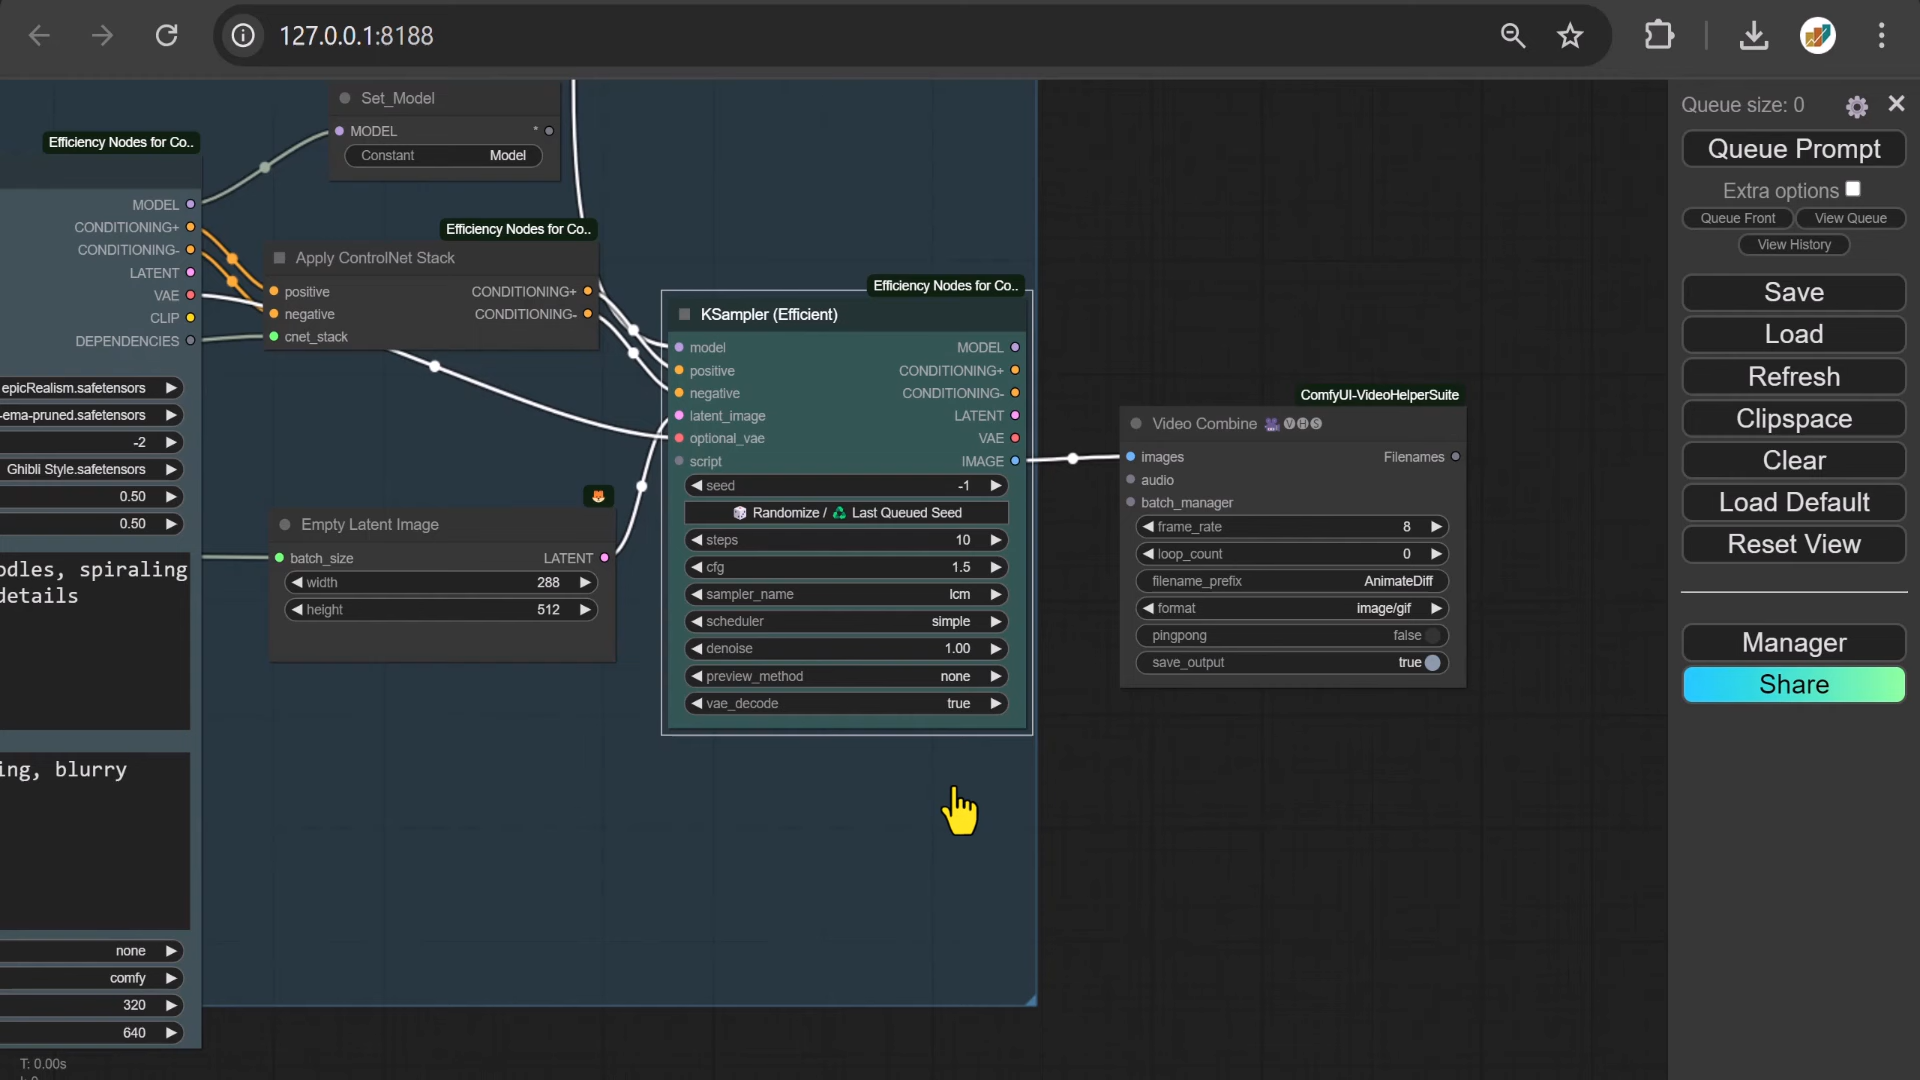 127.0.0.1:8188
Set_Model
MODEL
*
Constant
Model
Efficiency Nodes for Co..
MODEL
CONDITIONING+
CONDITIONING-
LATENT
VAE
CLIP
DEPENDENCIES
epicRealism.safetensors
-ema-pruned.safetensors
-2
Ghibli Style.safetensors
0.50
0.50
odles, spiraling
details
ing, blurry
none
comfy
320
640
T: 0.00s
Efficiency Nodes for Co..
Apply ControlNet Stack
positive
CONDITIONING+
negative
CONDITIONING-
cnet_stack
Empty Latent Image
batch_size
LATENT
width
288
height
512
Efficiency Nodes for Co..
KSampler (Efficient)
model
MODEL
positive
CONDITIONING+
negative
CONDITIONING-
latent_image
LATENT
optional_vae
VAE
script
IMAGE
seed
-1
Randomize / Last Queued Seed
steps
10
cfg
1.5
sampler_name
lcm
scheduler
simple
denoise
1.00
preview_method
none
vae_decode
true
ComfyUI-VideoHelperSuite
Video Combine 🅥🅗🅢
images
Filenames
audio
batch_manager
frame_rate
8
loop_count
0
filename_prefix
AnimateDiff
format
image/gif
pingpong
false
save_output
true
Queue size: 0
Queue Prompt
Extra options
Queue Front
View Queue
View History
Save
Load
Refresh
Clipspace
Clear
Load Default
Reset View
Manager
Share